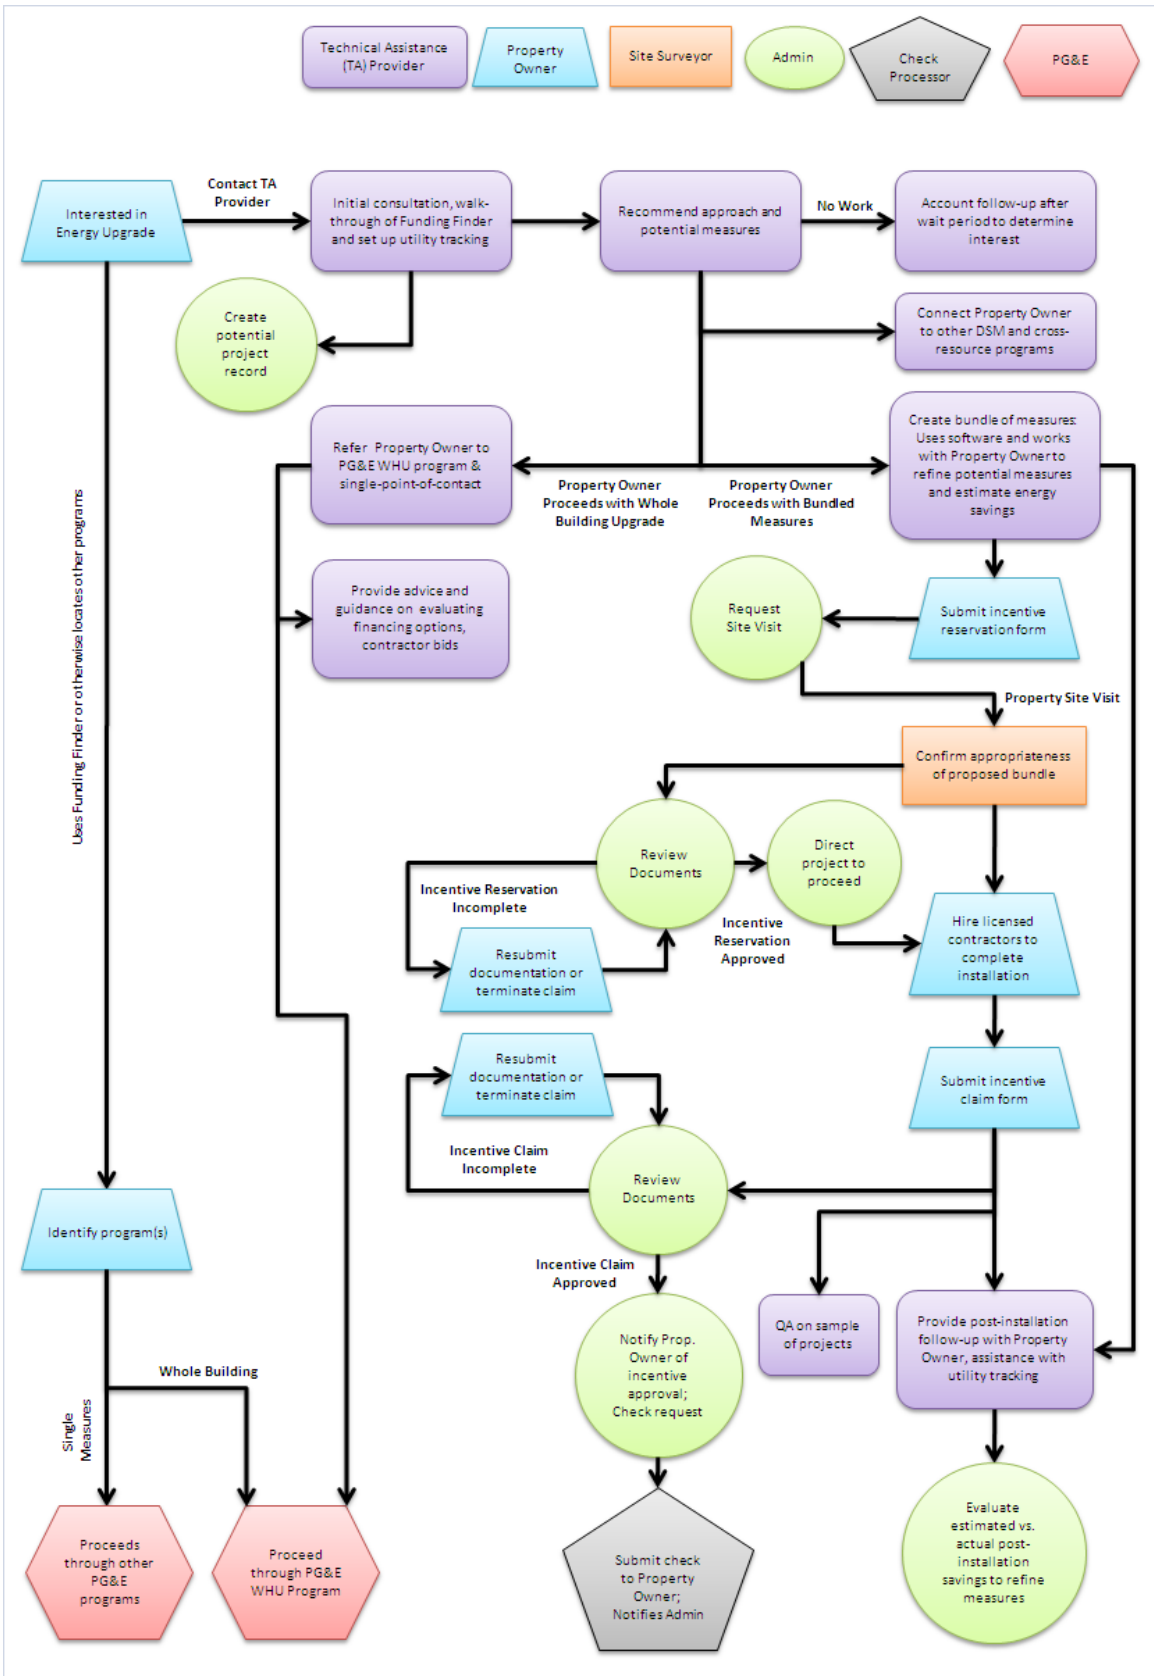 Technical Assistance
(TA) Provider
Property
Owner
Site Surveyor
Admin
Check
Processor
PG&E
Interested in
Energy Upgrade
Contact TA
Provider
Initial consultation, walk-
through of Funding Finder
and set up utility tracking
Recommend approach and
potential measures
No Work
Account follow-up after
wait period to determine
interest
Create
potential
project
record
Connect Property Owner
to other DSM and cross-
resource programs
Refer Property Owner to
PG&E WHU program &
single-point-of-contact
Property Owner
Proceeds with Whole
Building Upgrade
Property Owner
Proceeds with Bundled
Measures
Create bundle of measures:
Uses software and works
with Property Owner to
refine potential measures
and estimate energy
savings
Uses Funding Finder or otherwise locates other programs
Provide advice and
guidance on evaluating
financing options,
contractor bids
Request
Site Visit
Submit incentive
reservation form
Property Site Visit
Confirm appropriateness
of proposed bundle
Review
Documents
Direct
project to
proceed
Incentive Reservation
Incomplete
Incentive
Reservation
Approved
Resubmit
documentation or
terminate claim
Hire licensed
contractors to
complete
installation
Resubmit
documentation or
terminate claim
Submit incentive
claim form
Incentive Claim
Incomplete
Review
Documents
Identify program(s)
Incentive Claim
Approved
Notify Prop.
Owner of
incentive
approval;
Check request
QA on sample
of projects
Provide post-installation
follow-up with Property
Owner, assistance with
utility tracking
Whole Building
Single
Measures
Proceeds
through other
PG&E
programs
Proceed
through PG&E
WHU Program
Submit check
to Property
Owner;
Notifies Admin
Evaluate
estimated vs.
actual post-
installation
savings to refine
measures